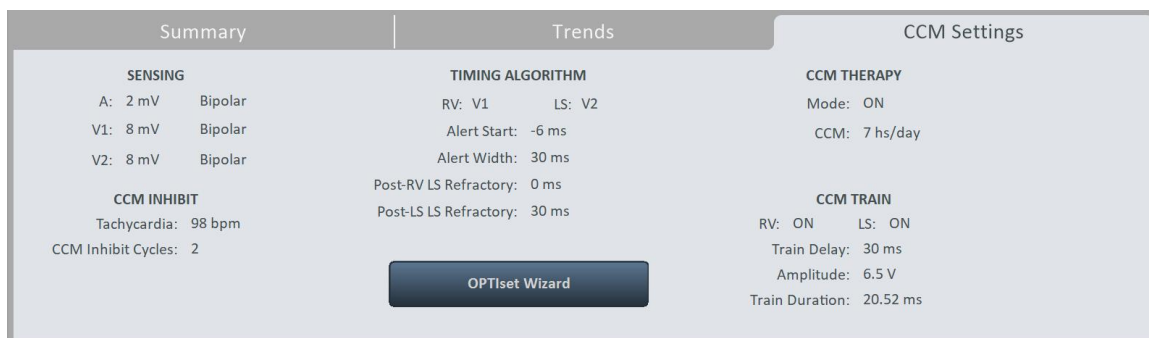 Summary
Trends
CCM Settings
SENSING
A: 2 mV Bipolar
V1: 8 mV Bipolar
V2: 8 mV Bipolar
CCM INHIBIT
Tachycardia: 98 bpm
CCM Inhibit Cycles: 2
TIMING ALGORITHM
RV: V1 LS: V2
Alert Start: -6 ms
Alert Width: 30 ms
Post-RV LS Refractory: 0 ms
Post-LS LS Refractory: 30 ms
OPTIset Wizard
CCM THERAPY
Mode: ON
CCM: 7 hs/day
CCM TRAIN
RV: ON LS: ON
Train Delay: 30 ms
Amplitude: 6.5 V
Train Duration: 20.52 ms